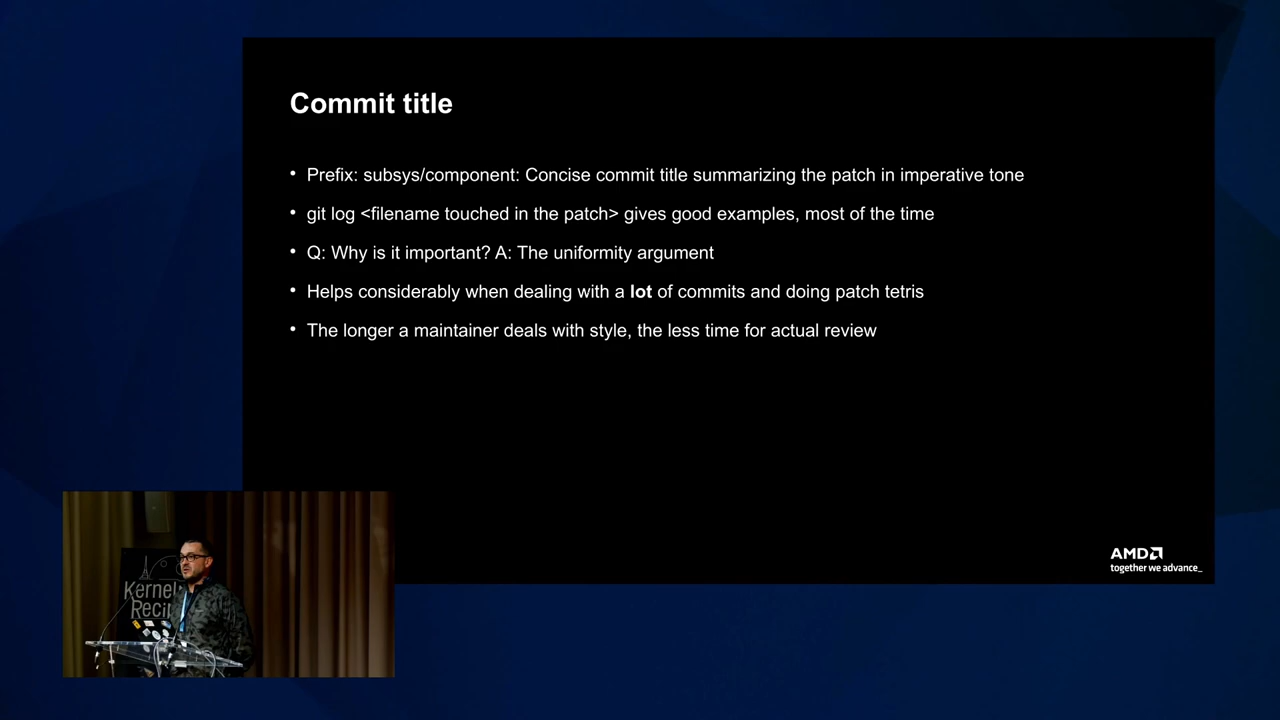 Commit title
• Prefix: subsys/component: Concise commit title summarizing the patch in imperative tone
• git log <filename touched in the patch> gives good examples, most of the time
• Q: Why is it important? A: The uniformity argument
• Helps considerably when dealing with a lot of commits and doing patch tetris
• The longer a maintainer deals with style, the less time for actual review
AMD
together we advance_
Kernel
Reci